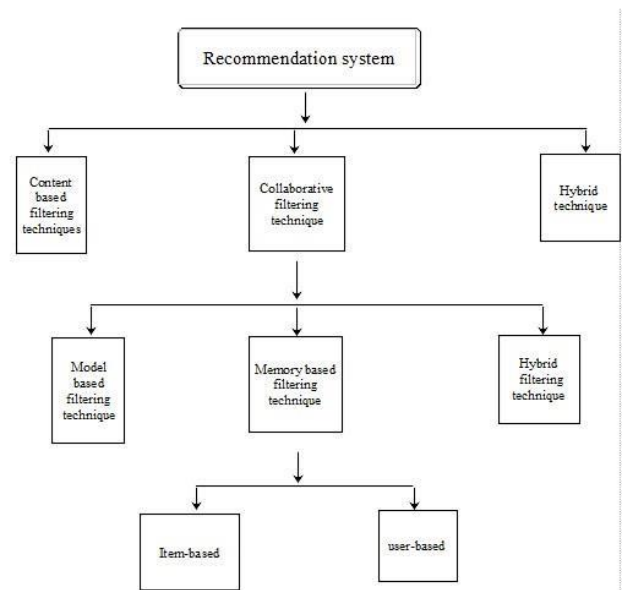 Recommendation system
Content
based
filtering
techniques
Collaborative
filtering
technique
Hybrid
technique
Model
based
filtering
technique
Memory based
filtering
technique
Hybrid
filtering
technique
Item-based
user-based